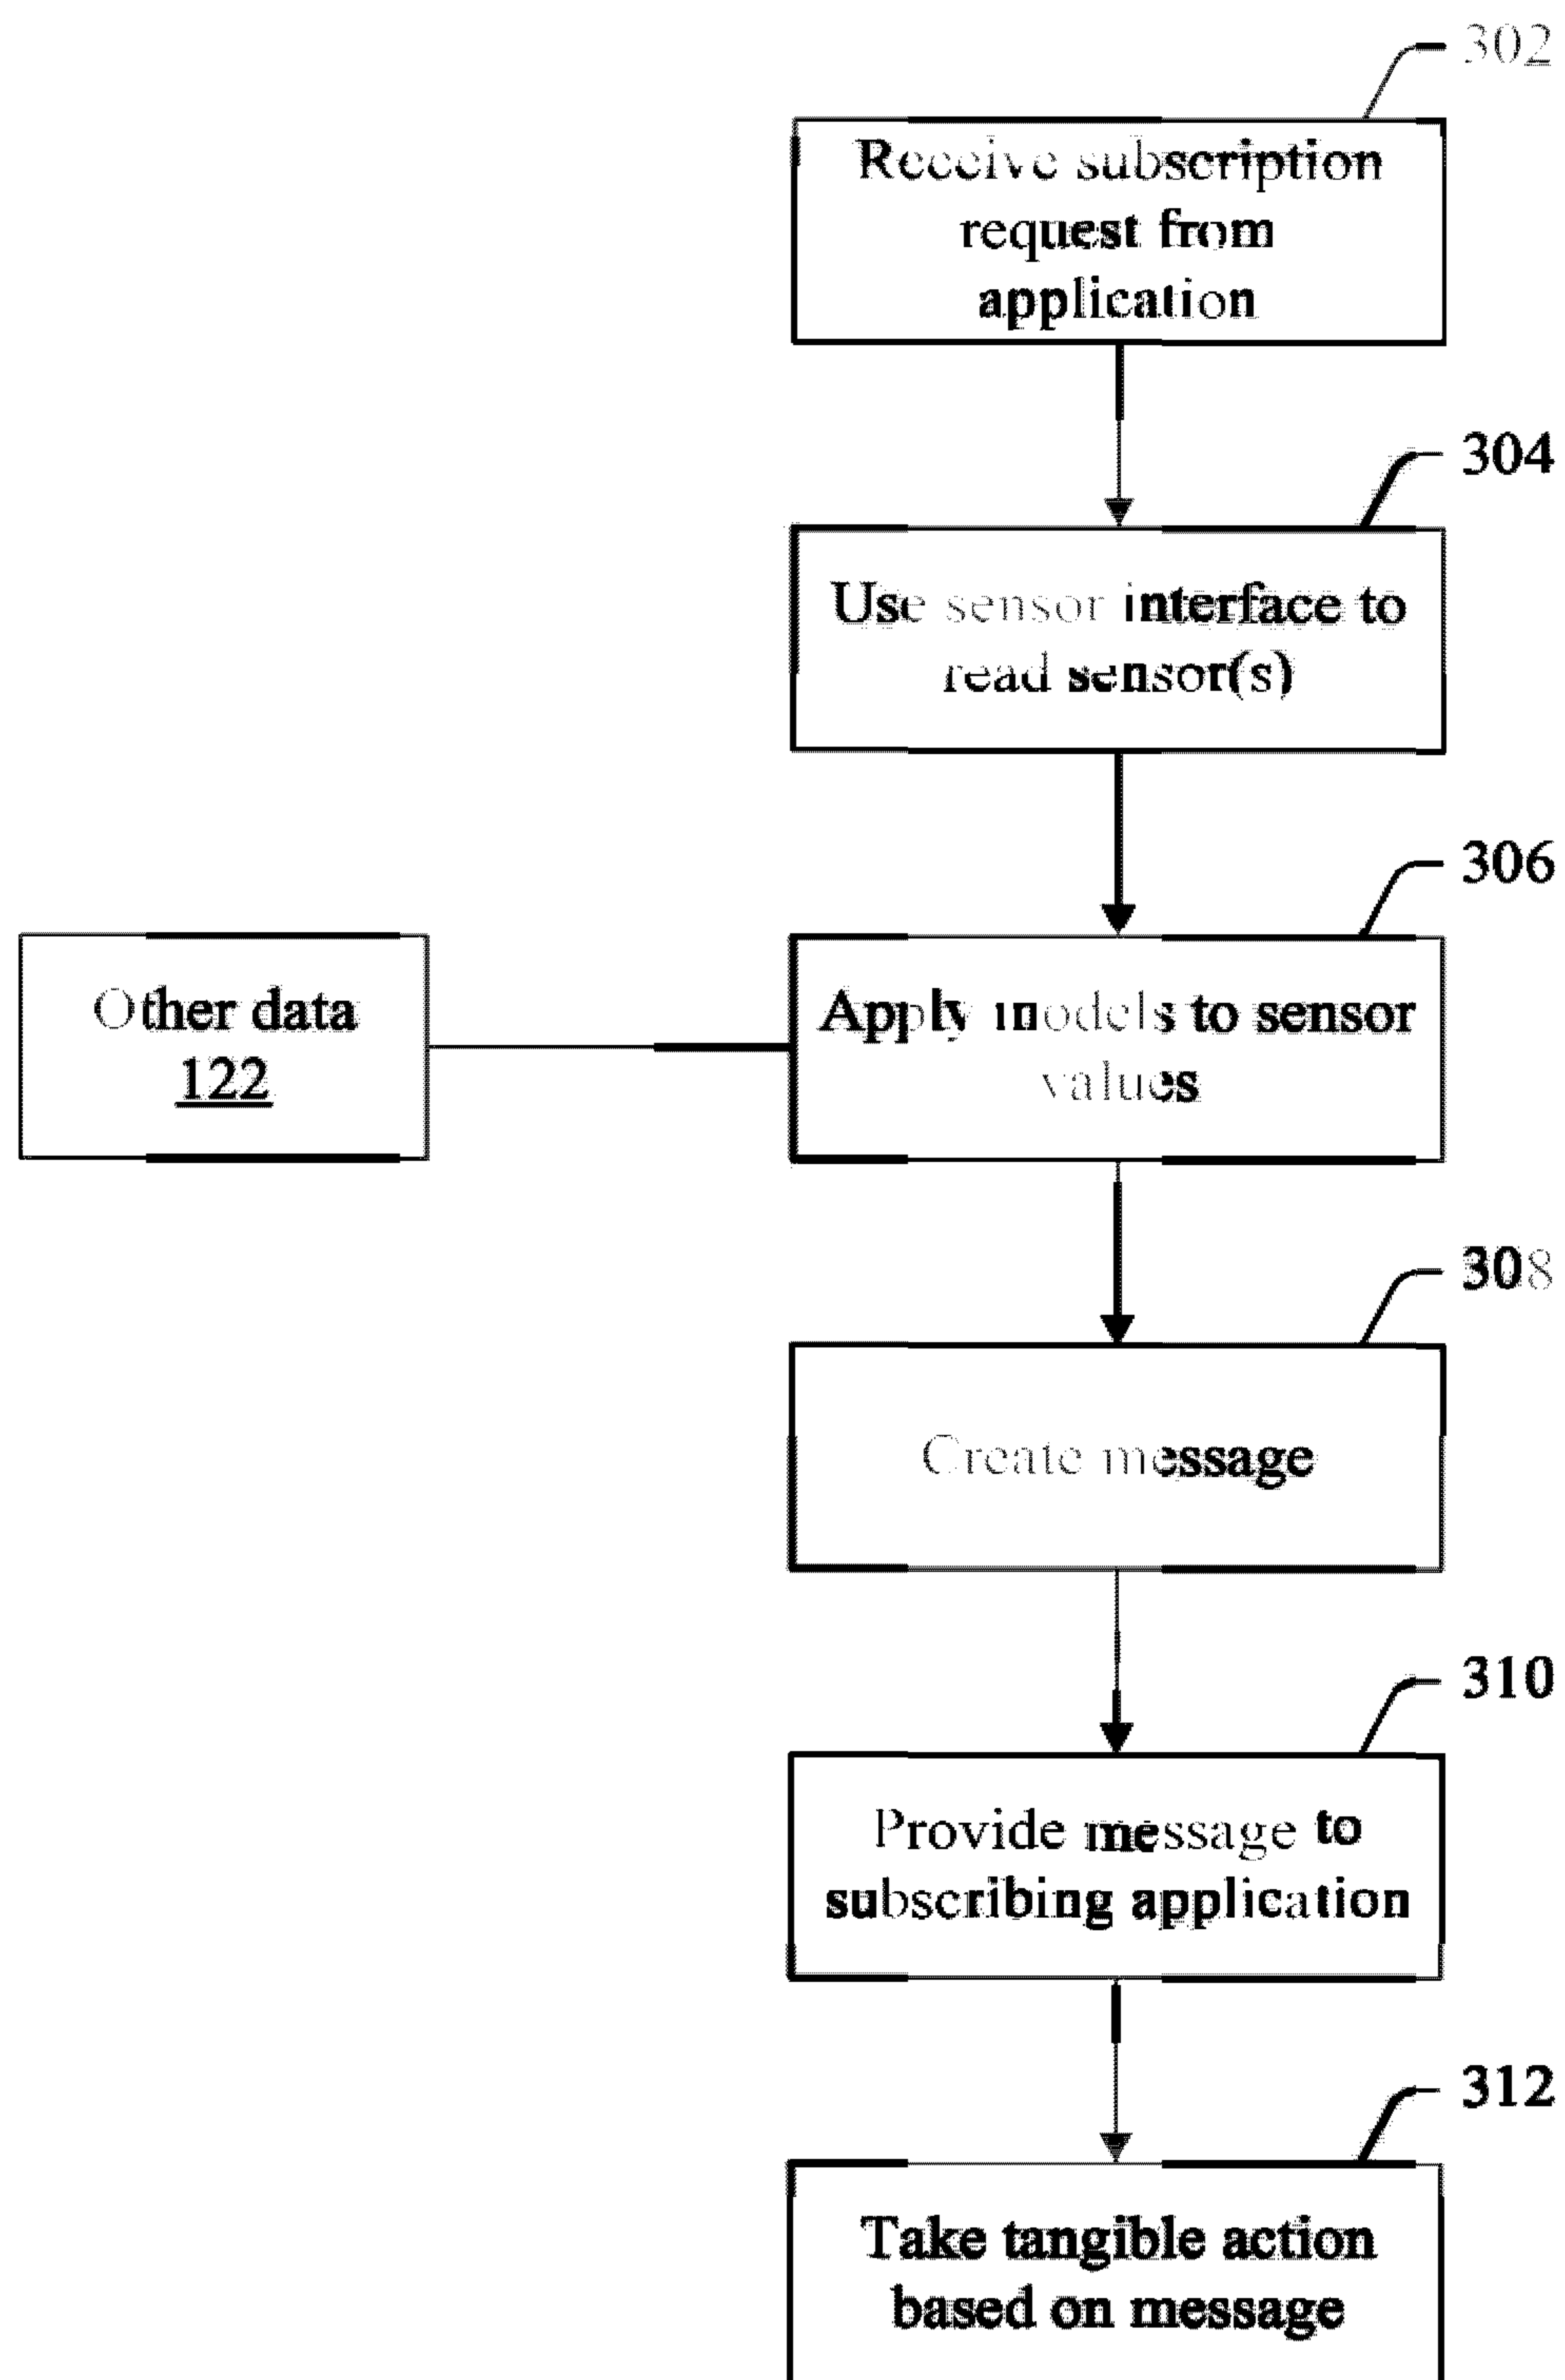 302
Receive subscription
request from
application
304
Use sensor interface to
read sensor(s)
306
Other data
122
Apply models to sensor
values
308
Create message
310
Provide message to
subscribing application
312
Take tangible action
based on message